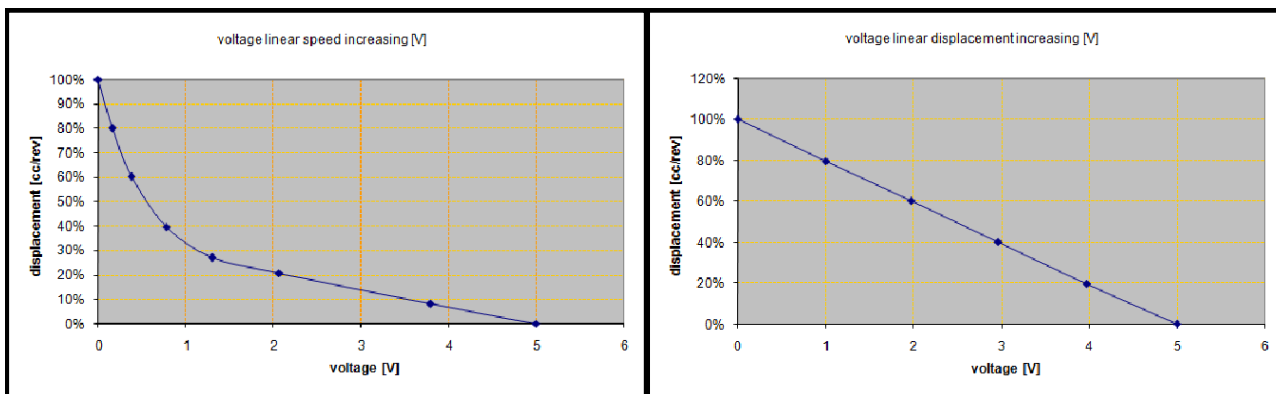 voltage linear speed increasing [V]
displacement [cc/rev]
100%
90%
80%
70%
60%
50%
40%
30%
20%
10%
0%
0 1 2 3 4 5 6
voltage [V]
voltage linear displacement increasing [V]
displacement [cc/rev]
120%
100%
80%
60%
40%
20%
0%
0 1 2 3 4 5 6
voltage [V]